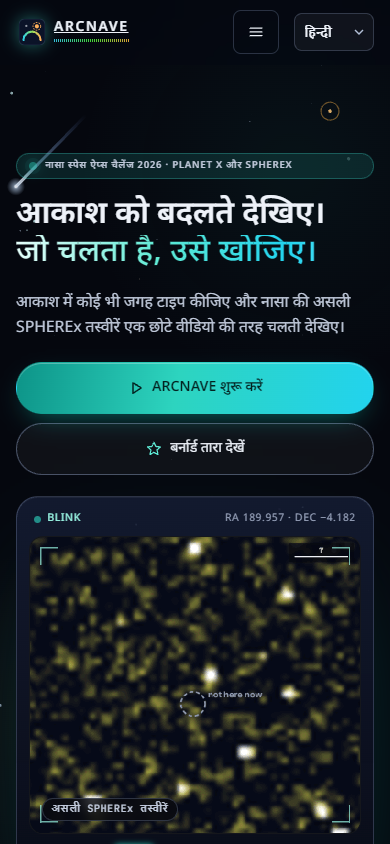 ARCNAVE
हिन्दी
नासा स्पेस ऐप्स चैलेंज 2026 · PLANET X और SPHEREX
आकाश को बदलते देखिए।
जो चलता है, उसे खोजिए।
आकाश में कोई भी जगह टाइप कीजिए और नासा की असली
SPHEREx तस्वीरें एक छोटे वीडियो की तरह चलती देखिए।
ARCNAVE शुरू करें
बर्नार्ड तारा देखें
BLINK
RA 189.957 · DEC −4.182
not here now
असली SPHEREx तस्वीरें